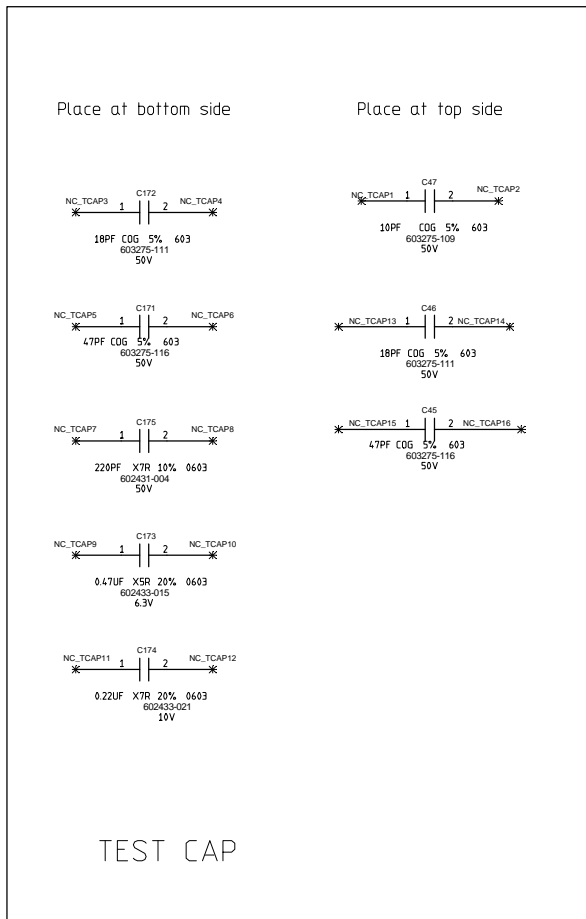 Place at bottom side
C172
NC_TCAP3 1 2 NC_TCAP4
18PF COG 5% 603
603275-111
50V
C171
NC_TCAP5 1 2 NC_TCAP6
47PF COG 5% 603
603275-116
50V
C175
NC_TCAP7 1 2 NC_TCAP8
220PF X7R 10% 0603
602431-004
50V
C173
NC_TCAP9 1 2 NC_TCAP10
0.47UF X5R 20% 0603
602433-015
6.3V
C174
NC_TCAP11 1 2 NC_TCAP12
0.22UF X7R 20% 0603
602433-021
10V
Place at top side
C47
NC_TCAP1 1 2 NC_TCAP2
10PF COG 5% 603
603275-109
50V
C46
NC_TCAP13 1 2 NC_TCAP14
18PF COG 5% 603
603275-111
50V
C45
NC_TCAP15 1 2 NC_TCAP16
47PF COG 5% 603
603275-116
50V
TEST CAP